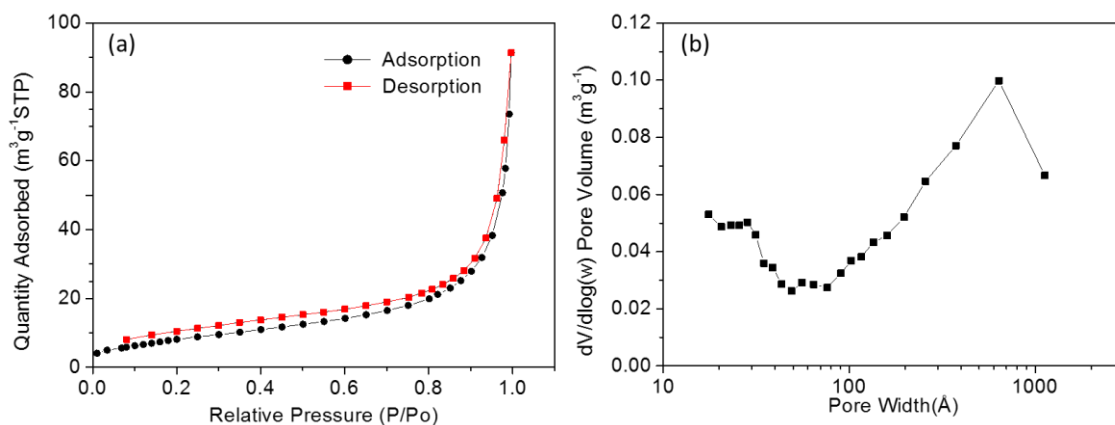 (a)
Adsorption
Desorption
Quantity Adsorbed (m³g⁻¹STP)
100
80
60
40
20
0
0.0 0.2 0.4 0.6 0.8 1.0
Relative Pressure (P/Po)
(b)
dV/dlog(w) Pore Volume (m³g⁻¹)
0.12
0.10
0.08
0.06
0.04
0.02
0.00
10 100 1000
Pore Width(Å)